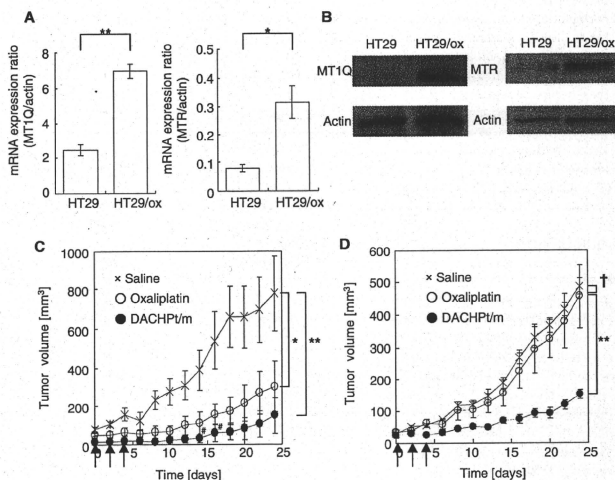 A
**
mRNA expression ratio
(MT1Q/actin)
8
6
4
2
0
HT29
HT29/ox
*
mRNA expression ratio
(MTR/actin)
0.5
0.4
0.3
0.2
0.1
0
HT29
HT29/ox
B
HT29
HT29/ox
MT1Q
Actin
HT29
HT29/ox
MTR
Actin
C
Tumor volume [mm³]
1000
800
600
400
200
0
× Saline
Oxaliplatin
DACHPt/m
*
**
#
#
5
10
15
20
25
Time [days]
D
Tumor volume [mm³]
600
500
400
300
200
100
0
× Saline
Oxaliplatin
DACHPt/m
†
**
0
5
10
15
20
25
Time [days]